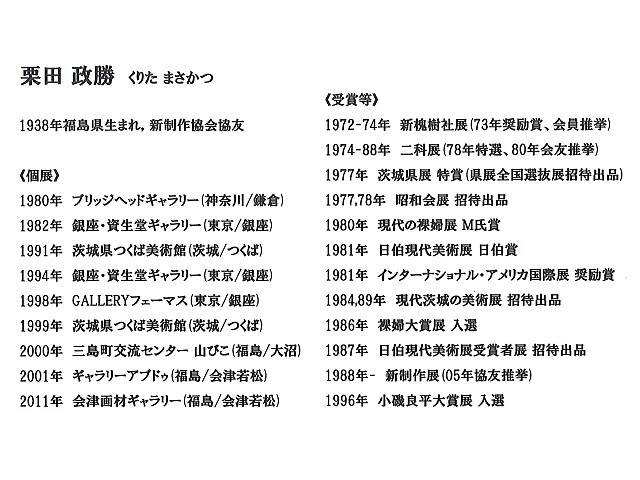 栗田 政勝 くりた まさかつ
1938年福島県生まれ, 新制作協会協友
《個展》
1980年 ブリッジヘッドギャラリー(神奈川/鎌倉)
1982年 銀座・資生堂ギャラリー(東京/銀座)
1991年 茨城県つくば美術館(茨城/つくば)
1994年 銀座・資生堂ギャラリー(東京/銀座)
1998年 GALLERYフェーマス(東京/銀座)
1999年 茨城県つくば美術館(茨城/つくば)
2000年 三島町交流センター 山びこ(福島/大沼)
2001年 ギャラリーアブドゥ(福島/会津若松)
2011年 会津画材ギャラリー(福島/会津若松)
《受賞等》
1972-74年 新槐樹社展(73年奨励賞、会員推挙)
1974-88年 二科展(78年特選、80年会友推挙)
1977年 茨城県展 特賞(県展全国選抜展招待出品)
1977,78年 昭和会展 招待出品
1980年 現代の裸婦展 M氏賞
1981年 日伯現代美術展 日伯賞
1981年 インターナショナル・アメリカ国際展 奨励賞
1984,89年 現代茨城の美術展 招待出品
1986年 裸婦大賞展 入選
1987年 日伯現代美術展受賞者展 招待出品
1988年- 新制作展(05年協友推挙)
1996年 小磯良平大賞展 入選